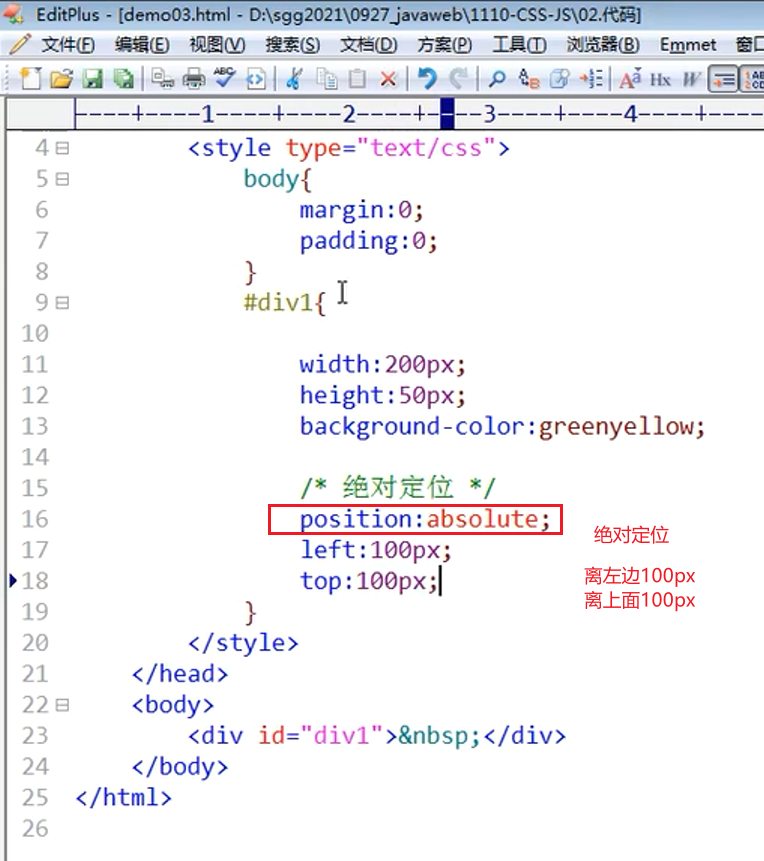 EditPlus - [demo03.html - D:\sgg2021\0927_javaweb\1110-CSS-JS\02.代码]
文件(F) 编辑(E) 视图(V) 搜索(S) 文档(D) 方案(P) 工具(T) 浏览器(B) Emmet 窗口
----+----1----+----2----+----3----+----4----+----
4 <style type="text/css">
5 body{
6 margin:0;
7 padding:0;
8 }
9 #div1{
10
11 width:200px;
12 height:50px;
13 background-color:greenyellow;
14
15 /* 绝对定位 */
16 position:absolute;
绝对定位
17 left:100px;
离左边100px
18 top:100px;
离上面100px
19 }
20 </style>
21 </head>
22 <body>
23 <div id="div1">&nbsp;</div>
24 </body>
25 </html>
26